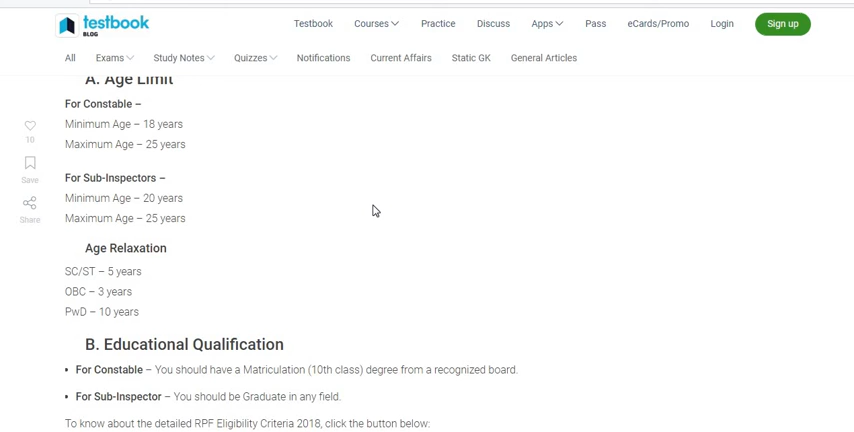 testbook
BLOG
Testbook Courses Practice Discuss Apps Pass eCards/Promo Login Sign up
All Exams Study Notes Quizzes Notifications Current Affairs Static GK General Articles
A. Age Limit
For Constable –
Minimum Age – 18 years
Maximum Age – 25 years
10
Save
Share
For Sub-Inspectors –
Minimum Age – 20 years
Maximum Age – 25 years
Age Relaxation
SC/ST – 5 years
OBC – 3 years
PwD – 10 years
B. Educational Qualification
• For Constable – You should have a Matriculation (10th class) degree from a recognized board.
• For Sub-Inspector – You should be Graduate in any field.
To know about the detailed RPF Eligibility Criteria 2018, click the button below: